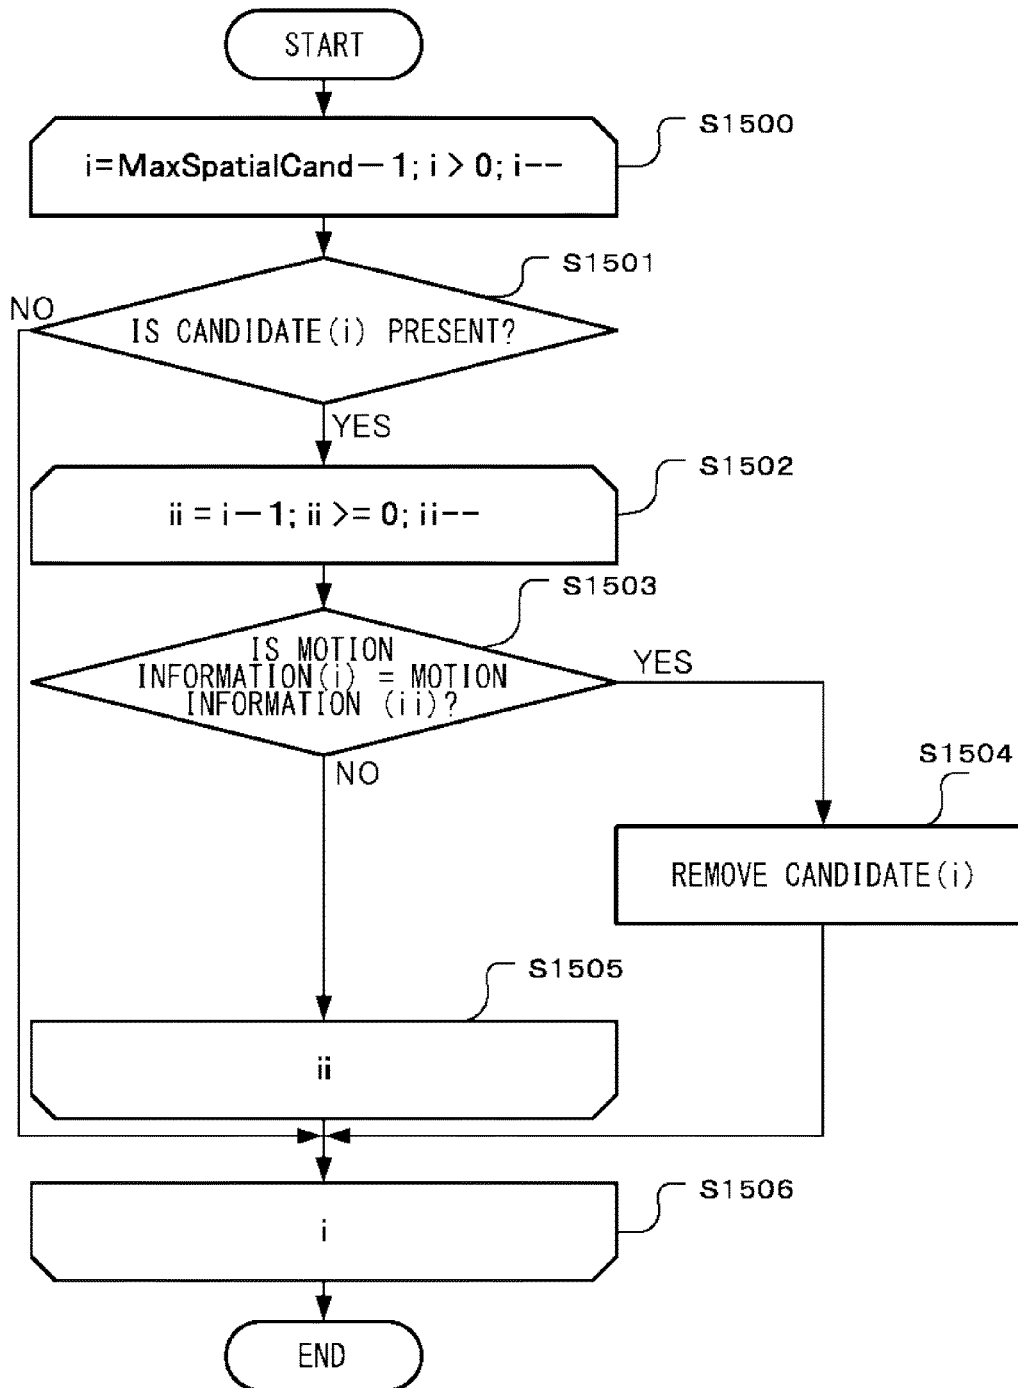 START
S1500
i=MaxSpatialCand-1; i > 0; i--
S1501
NO
IS CANDIDATE(i) PRESENT?
YES
S1502
ii = i-1; ii >= 0; ii--
S1503
IS MOTION
INFORMATION(i) = MOTION
INFORMATION (ii)?
YES
NO
S1504
REMOVE CANDIDATE(i)
S1505
ii
S1506
i
END